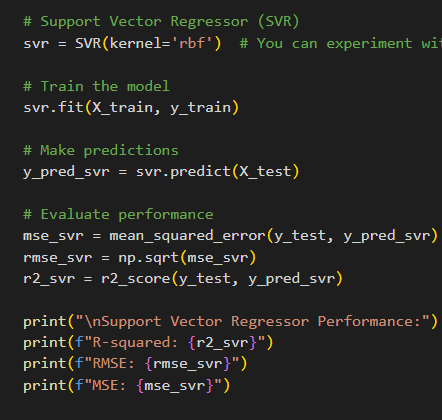 # Support Vector Regressor (SVR)
svr = SVR(kernel='rbf')  # You can experiment
# Train the model
svr.fit(X_train, y_train)
# Make predictions
y_pred_svr = svr.predict(X_test)
# Evaluate performance
mse_svr = mean_squared_error(y_test, y_pred_svr)
rmse_svr = np.sqrt(mse_svr)
r2_svr = r2_score(y_test, y_pred_svr)
print("\nSupport Vector Regressor Performance:")
print(f"R-squared: {r2_svr}")
print(f"RMSE: {rmse_svr}")
print(f"MSE: {mse_svr}")